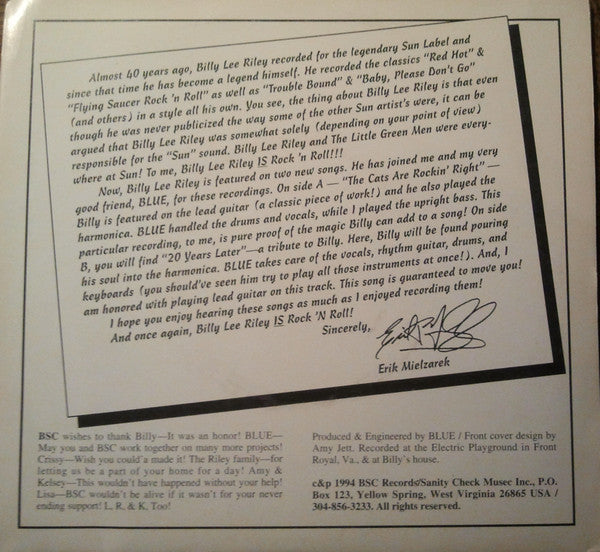 Almost 40 years ago, Billy Lee Riley recorded for the legendary Sun Label and
since that time he has become a legend himself. He recorded the classics "Red Hot" &
"Flying Saucer Rock 'n Roll" as well as "Trouble Bound" & "Baby, Please Don't Go"
(and others) in a style all his own. You see, the thing about Billy Lee Riley is that even
though he was never publicized the way some of the other Sun artist's were, it can be
argued that Billy Lee Riley was somewhat solely (depending on your point of view)
responsible for the "Sun" sound. Billy Lee Riley and The Little Green Men were every-
where at Sun! To me, Billy Lee Riley IS Rock 'n Roll!!!
Now, Billy Lee Riley is featured on two new songs. He has joined me and my very
good friend, BLUE, for these recordings. On side A — "The Cats Are Rockin' Right" —
Billy is featured on the lead guitar (a classic piece of work!) and he also played the
harmonica. BLUE handled the drums and vocals, while I played the upright bass. This
particular recording, to me, is pure proof of the magic Billy can add to a song! On side
B, you will find "20 Years Later"—a tribute to Billy. Here, Billy will be found pouring
his soul into the harmonica. BLUE takes care of the vocals, rhythm guitar, drums, and
keyboards (you should've seen him try to play all those instruments at once!). And, I
am honored with playing lead guitar on this track. This song is guaranteed to move you!
I hope you enjoy hearing these songs as much as I enjoyed recording them!
And once again, Billy Lee Riley IS Rock 'N Roll!
Sincerely,
Erik Mielzarek
BSC wishes to thank Billy—It was an honor! BLUE—
May you and BSC work together on many more projects!
Crissy—Wish you could'a made it! The Riley family—for
letting us be a part of your home for a day! Amy &
Kelsey—This wouldn't have happened without your help!
Lisa—BSC wouldn't be alive if it wasn't for your never
ending support! L, R, & K, Too!
Produced & Engineered by BLUE / Front cover design by
Amy Jett. Recorded at the Electric Playground in Front
Royal, Va., & at Billy's house.
c&p 1994 BSC Records/Sanity Check Musec Inc., P.O.
Box 123, Yellow Spring, West Virginia 26865 USA /
304-856-3233. All rights reserved.